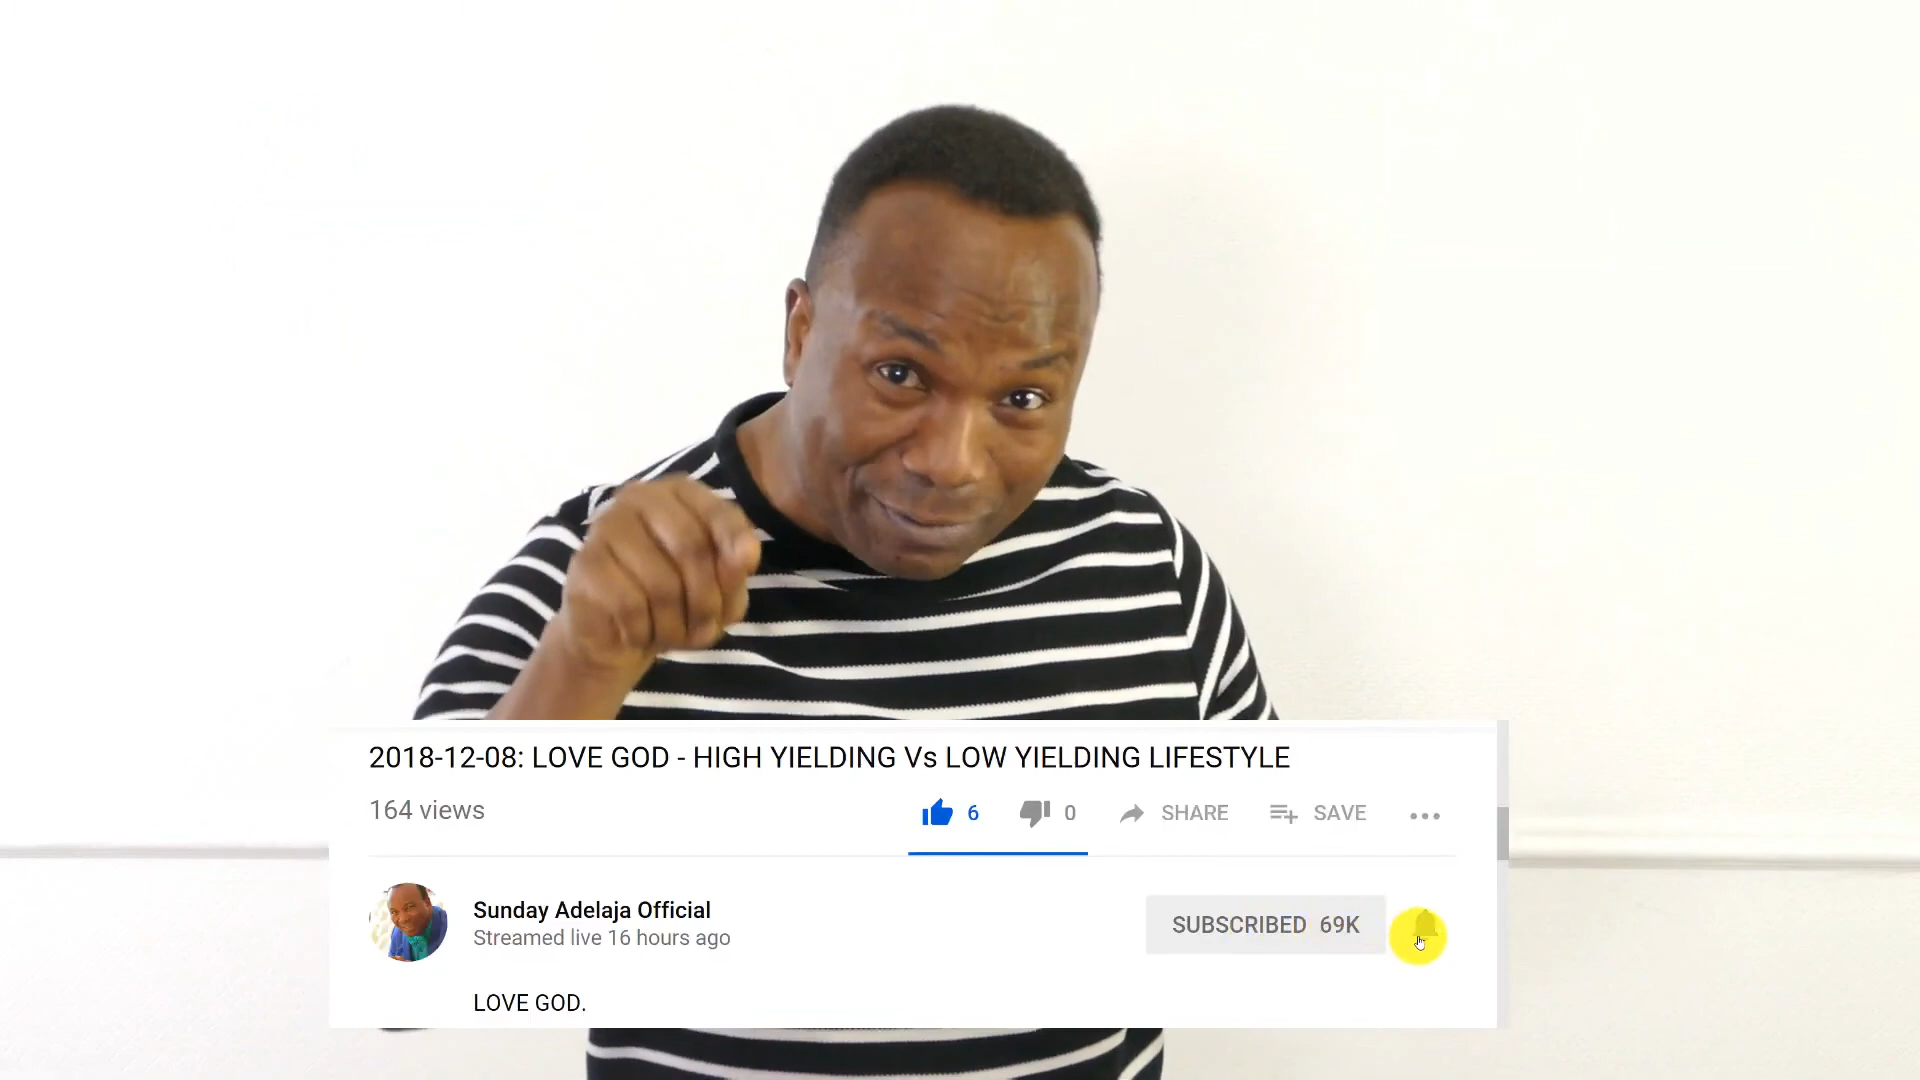 2018-12-08: LOVE GOD - HIGH YIELDING Vs LOW YIELDING LIFESTYLE
164 views
6
0
SHARE
SAVE
Sunday Adelaja Official
Streamed live 16 hours ago
SUBSCRIBED 69K
LOVE GOD.